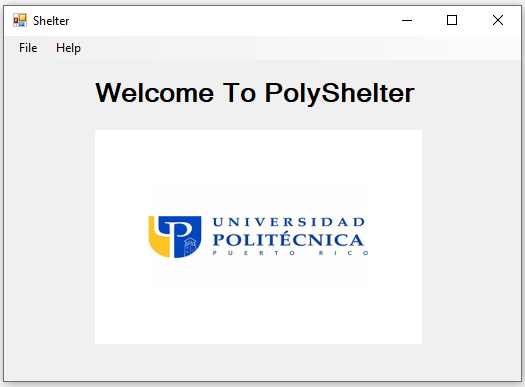 Shelter
File Help
Welcome To PolyShelter
UNIVERSIDAD
POLITÉCNICA
PUERTO RICO